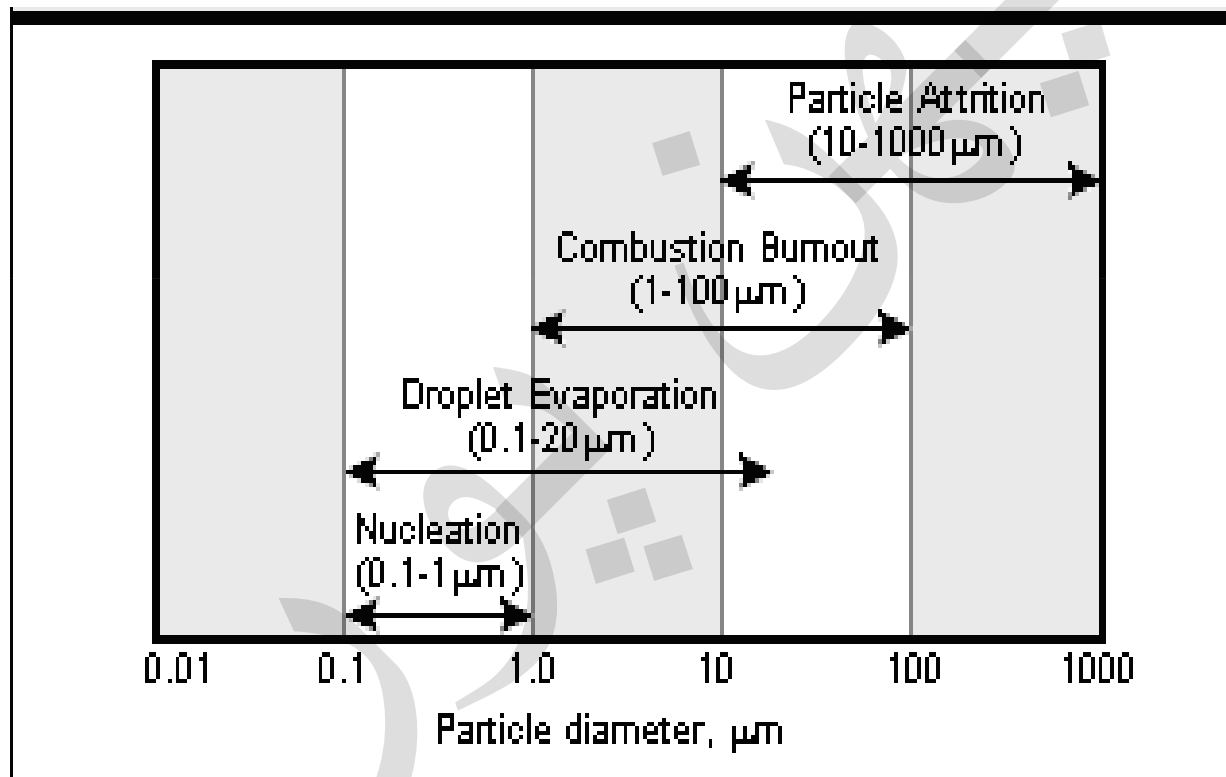 Particle Attrition
(10-1000 μm)
Combustion Burnout
(1-100 μm)
Droplet Evaporation
(0.1-20 μm)
Nucleation
(0.1-1 μm)
0.01 0.1 1.0 10 100 1000
Particle diameter, μm